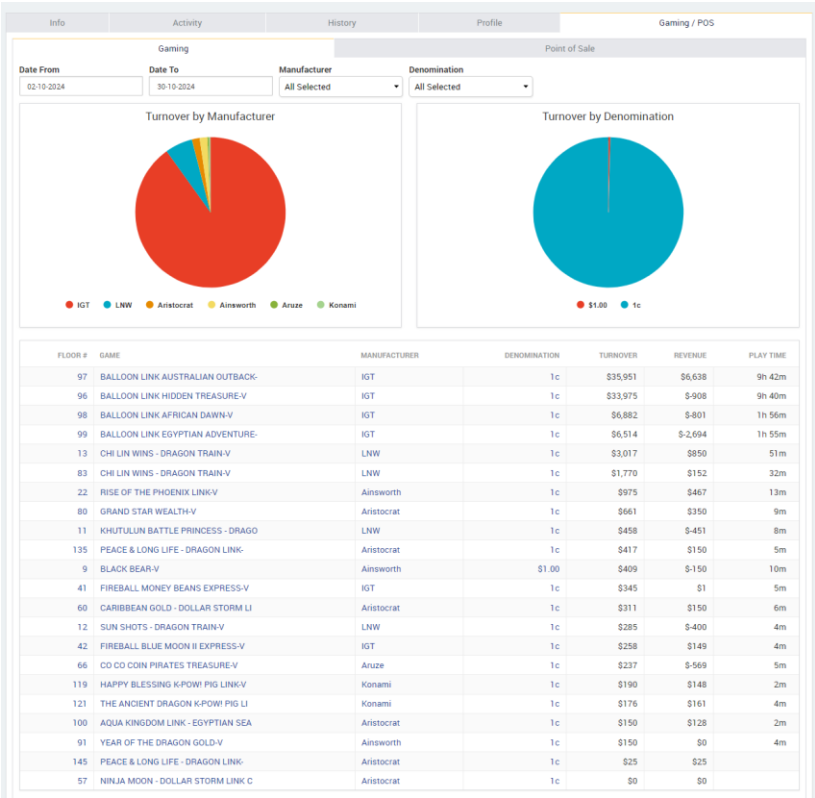 Info Activity History Profile Gaming / POS
Gaming Point of Sale
Date From Date To Manufacturer Denomination
02-10-2024 30-10-2024 All Selected All Selected
Turnover by Manufacturer
IGT LNW Aristocrat Ainsworth Aruze Konami
Turnover by Denomination
$1.00 1c
FLOOR # GAME MANUFACTURER DENOMINATION TURNOVER REVENUE PLAY TIME
97 BALLOON LINK AUSTRALIAN OUTBACK- IGT 1c $35,951 $6,638 9h 42m
96 BALLOON LINK HIDDEN TREASURE-V IGT 1c $33,975 $-908 9h 40m
98 BALLOON LINK AFRICAN DAWN-V IGT 1c $6,882 $-801 1h 56m
99 BALLOON LINK EGYPTIAN ADVENTURE- IGT 1c $6,514 $-2,694 1h 55m
13 CHI LIN WINS - DRAGON TRAIN-V LNW 1c $3,017 $850 51m
83 CHI LIN WINS - DRAGON TRAIN-V LNW 1c $1,770 $152 32m
22 RISE OF THE PHOENIX LINK-V Ainsworth 1c $975 $467 13m
80 GRAND STAR WEALTH-V Aristocrat 1c $661 $350 9m
11 KHUTULUN BATTLE PRINCESS - DRAGO LNW 1c $458 $-451 8m
135 PEACE & LONG LIFE - DRAGON LINK- Aristocrat 1c $417 $150 5m
9 BLACK BEAR-V Ainsworth $1.00 $409 $-150 10m
41 FIREBALL MONEY BEANS EXPRESS-V IGT 1c $345 $1 5m
60 CARIBBEAN GOLD - DOLLAR STORM LI Aristocrat 1c $311 $150 6m
12 SUN SHOTS - DRAGON TRAIN-V LNW 1c $285 $-400 4m
42 FIREBALL BLUE MOON II EXPRESS-V IGT 1c $258 $149 4m
66 CO CO COIN PIRATES TREASURE-V Aruze 1c $237 $-569 5m
119 HAPPY BLESSING K-POW! PIG LINK-V Konami 1c $190 $148 2m
121 THE ANCIENT DRAGON K-POW! PIG LI Konami 1c $176 $161 4m
100 AQUA KINGDOM LINK - EGYPTIAN SEA Aristocrat 1c $150 $128 2m
91 YEAR OF THE DRAGON GOLD-V Ainsworth 1c $150 $0 4m
145 PEACE & LONG LIFE - DRAGON LINK- Aristocrat 1c $25 $25
57 NINJA MOON - DOLLAR STORM LINK C Aristocrat 1c $0 $0